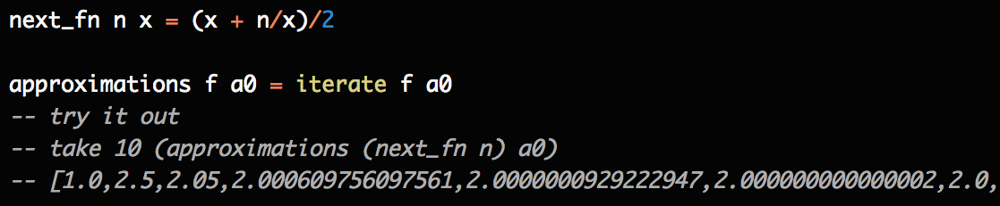 next_fn n x = (x + n/x)/2
approximations f a0 = iterate f a0
-- try it out
-- take 10 (approximations (next_fn n) a0)
-- [1.0,2.5,2.05,2.000609756097561,2.0000000929222947,2.000000000000002,2.0,